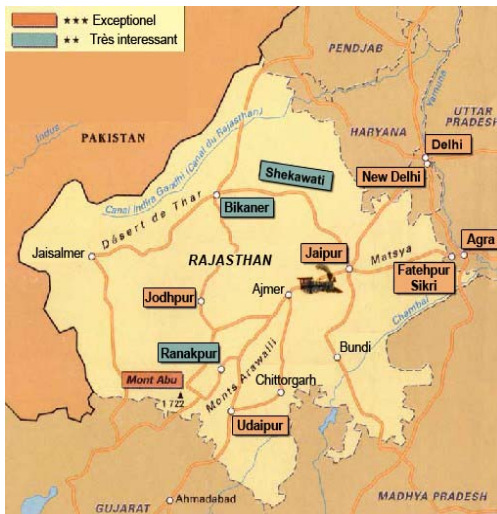 ★★★ Exceptionel
★★ Très interessant
PENDJAB
Yamuna
UTTAR
PRADESH
HARYANA
Indus
PAKISTAN
Canal Indira Gandhi (Canal du Rajasthan)
Delhi
New Delhi
Shekawati
Bikaner
Désert de Thar
Jaisalmer
RAJASTHAN
Jaipur
Matsya
Agra
Fatehpur
Sikri
Jodhpur
Ajmer
Chambal
Ranakpur
Bundi
Mont Abu
1 722
Monts Arawalli
Chittorgarh
Udaipur
Ahmadabad
GUJARAT
MADHYA PRADESH